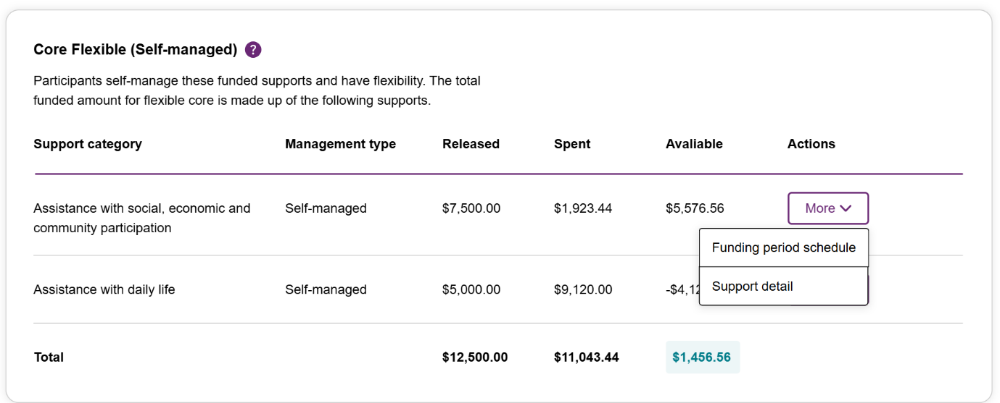 Core Flexible (Self-managed) ?
Participants self-manage these funded supports and have flexibility. The total
funded amount for flexible core is made up of the following supports.
Support category Management type Released Spent Avaliable Actions
Assistance with social, economic and Self-managed $7,500.00 $1,923.44 $5,576.56 More
community participation
Funding period schedule
Assistance with daily life Self-managed $5,000.00 $9,120.00
Support detail
Total $12,500.00 $11,043.44 $1,456.56